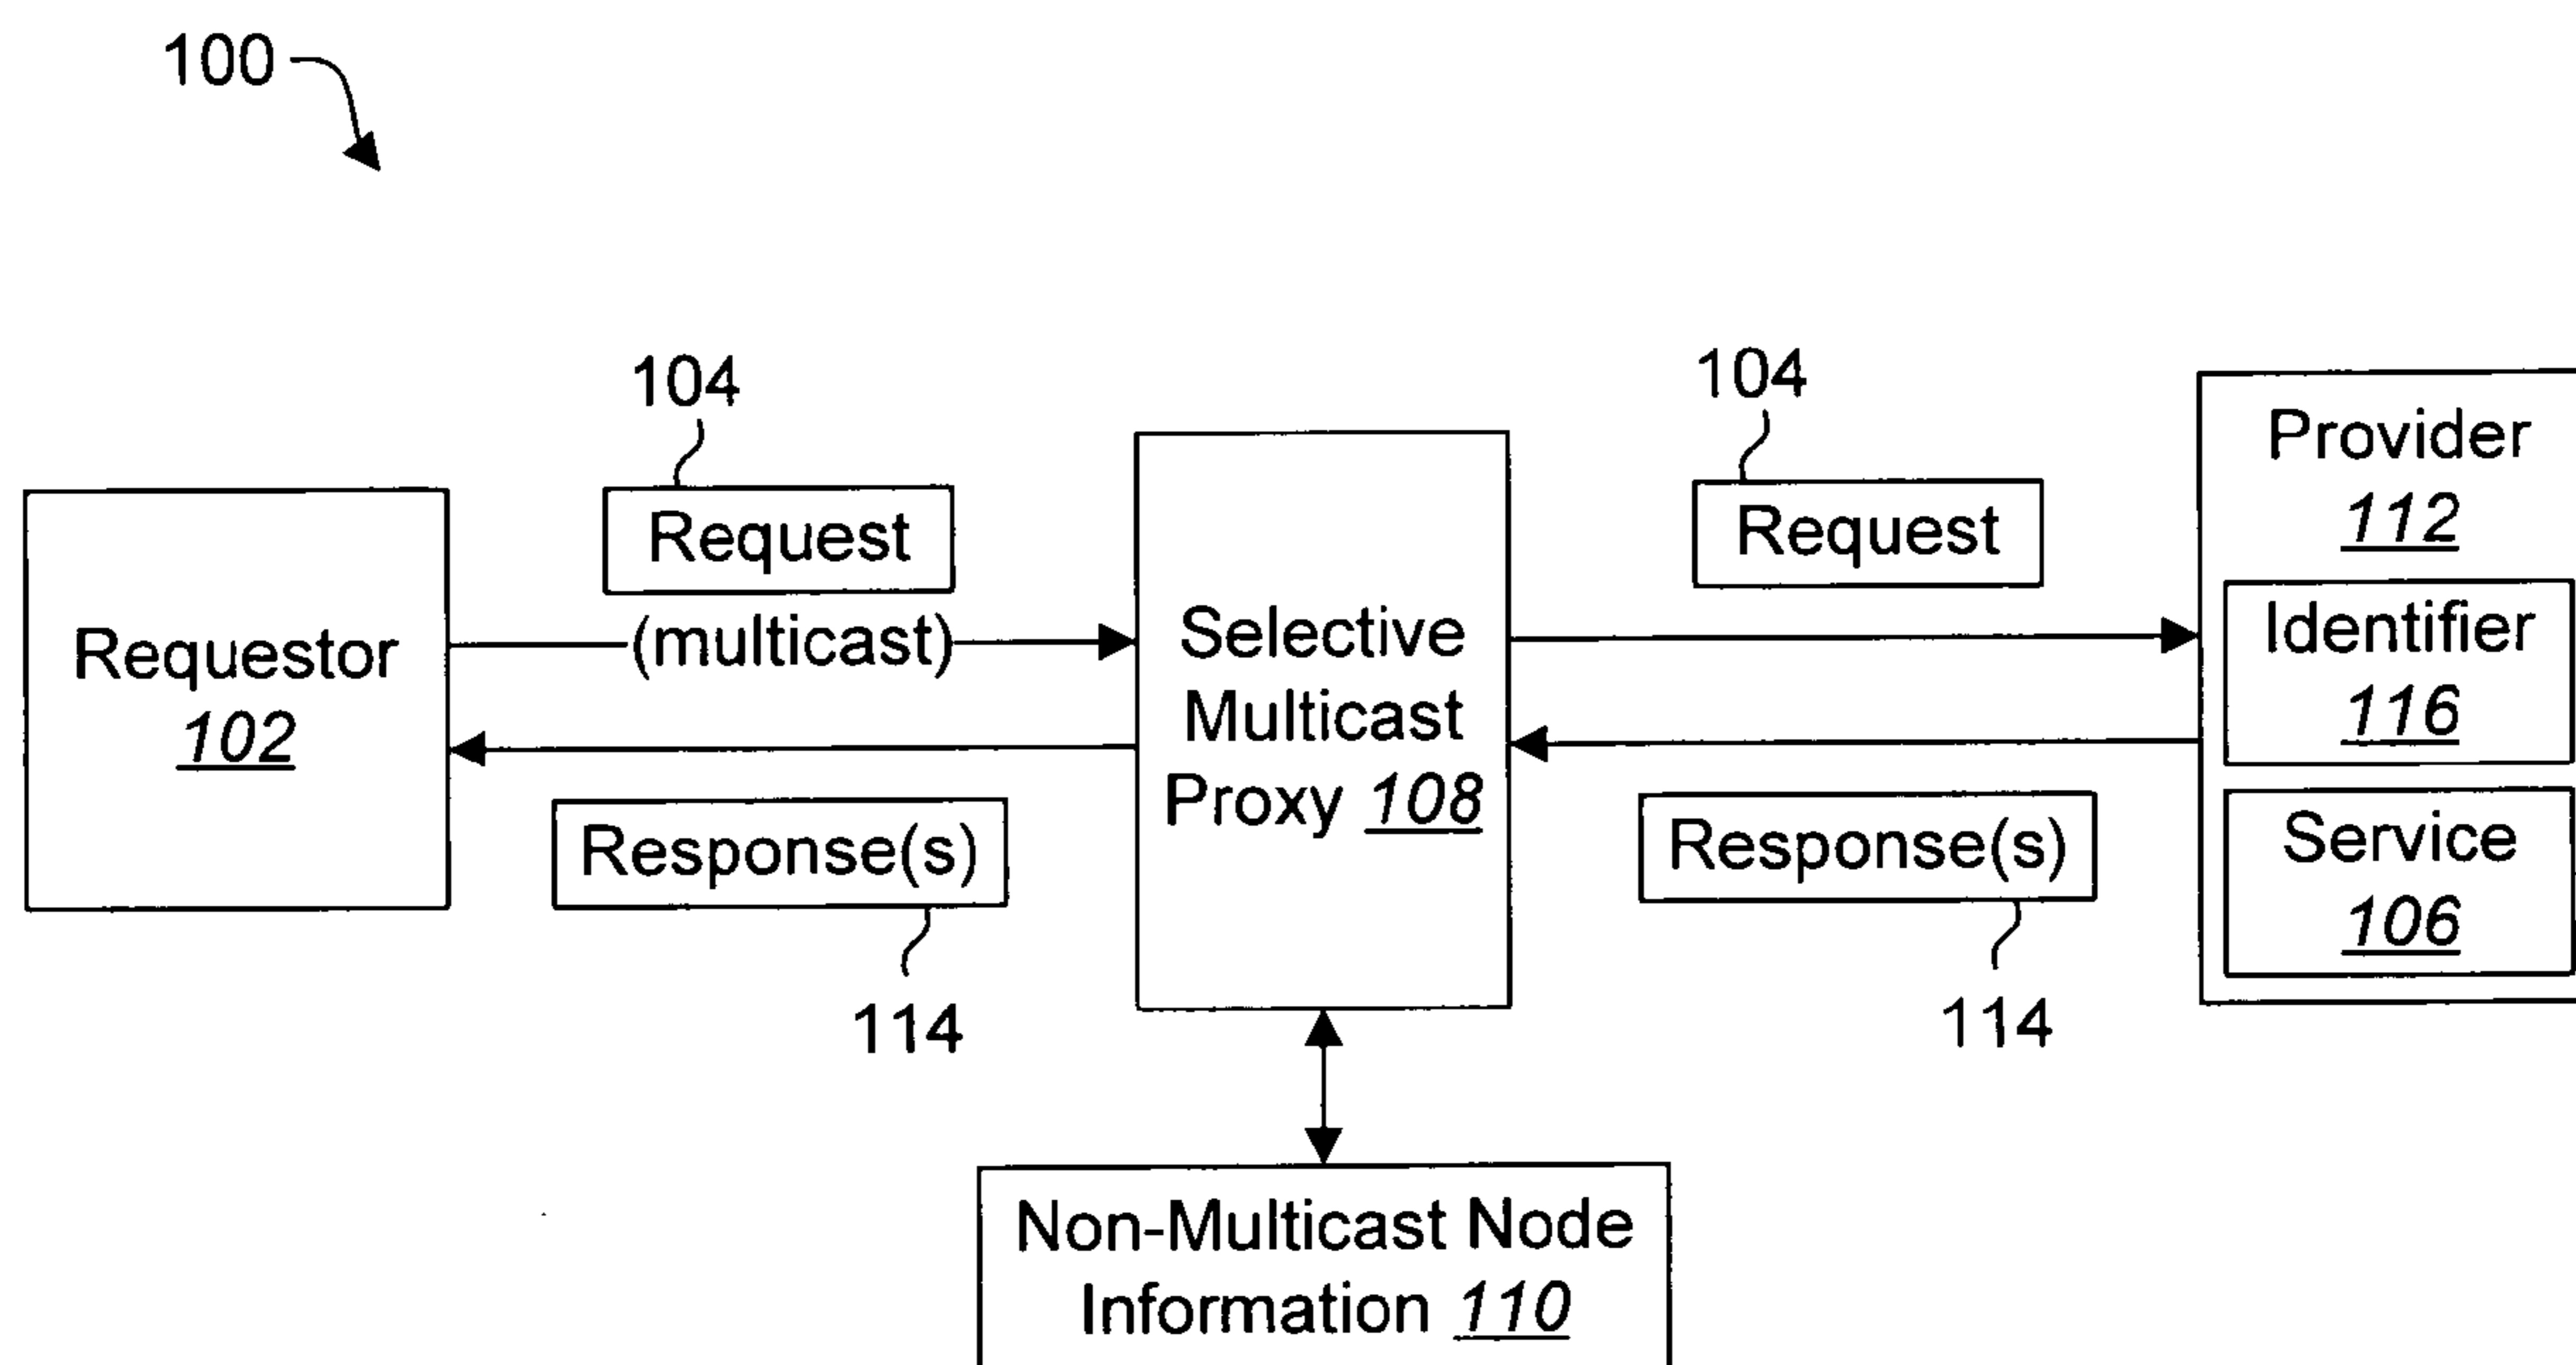 100
104
Request
(multicast)
Requestor
102
Response(s)
114
Selective
Multicast
Proxy 108
104
Request
Response(s)
114
Provider
112
Identifier
116
Service
106
Non-Multicast Node
Information 110